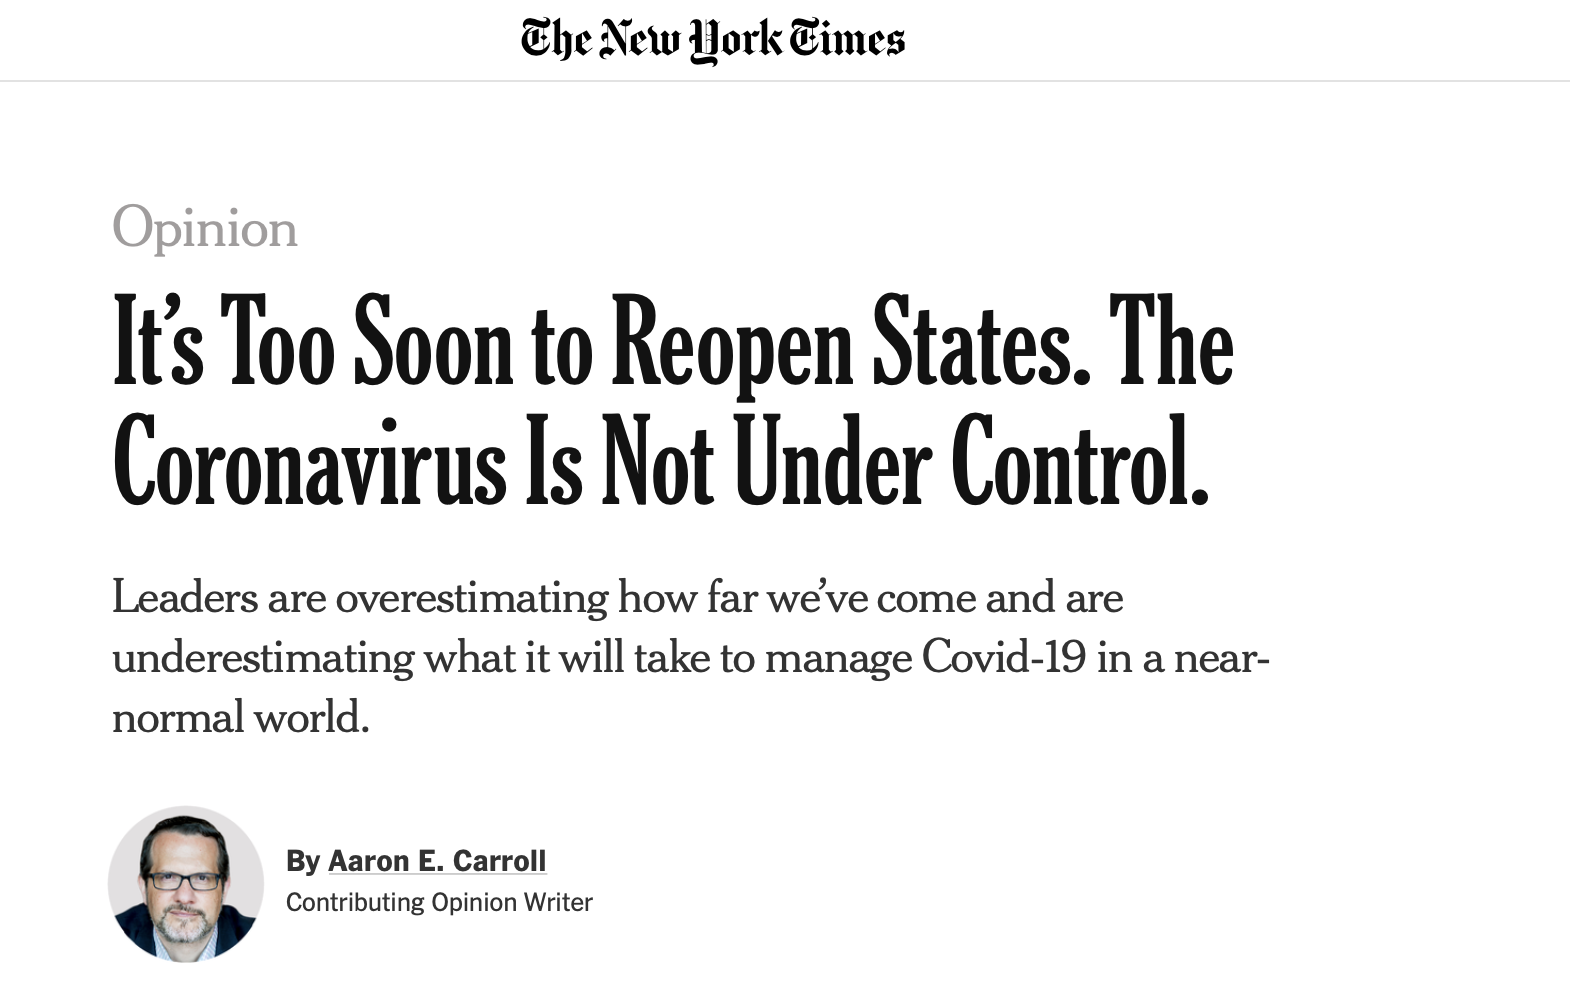 The New York Times
Opinion
It’s Too Soon to Reopen States. The
Coronavirus Is Not Under Control.
Leaders are overestimating how far we’ve come and are
underestimating what it will take to manage Covid-19 in a near-
normal world.
By Aaron E. Carroll
Contributing Opinion Writer